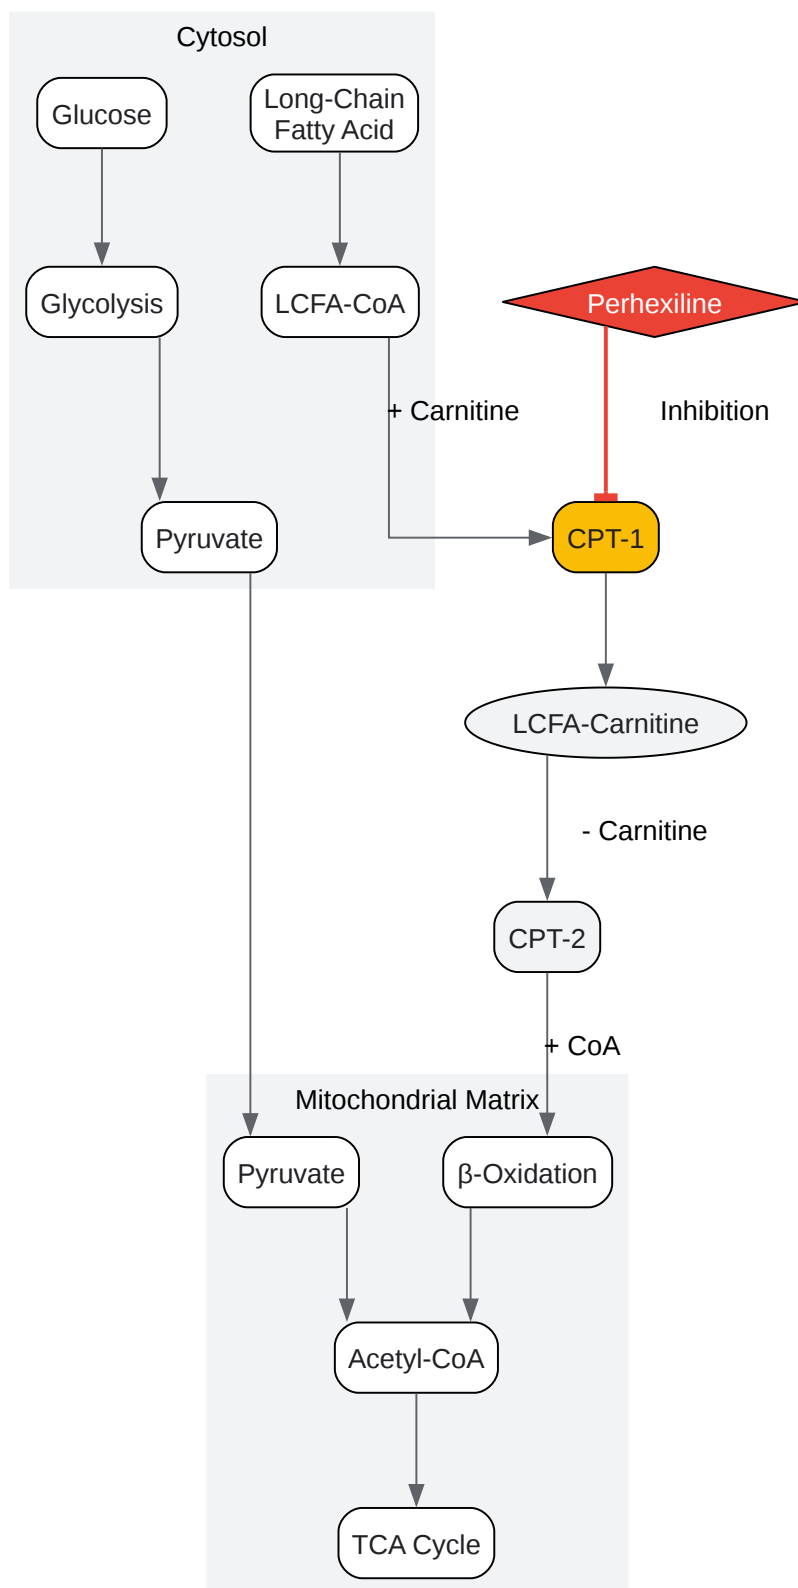 Cytosol
Glucose
Long-Chain
Fatty Acid
Glycolysis
LCFA-CoA
Perhexiline
+ Carnitine
Inhibition
Pyruvate
CPT-1
LCFA-Carnitine
- Carnitine
CPT-2
+ CoA
Mitochondrial Matrix
Pyruvate
β-Oxidation
Acetyl-CoA
TCA Cycle